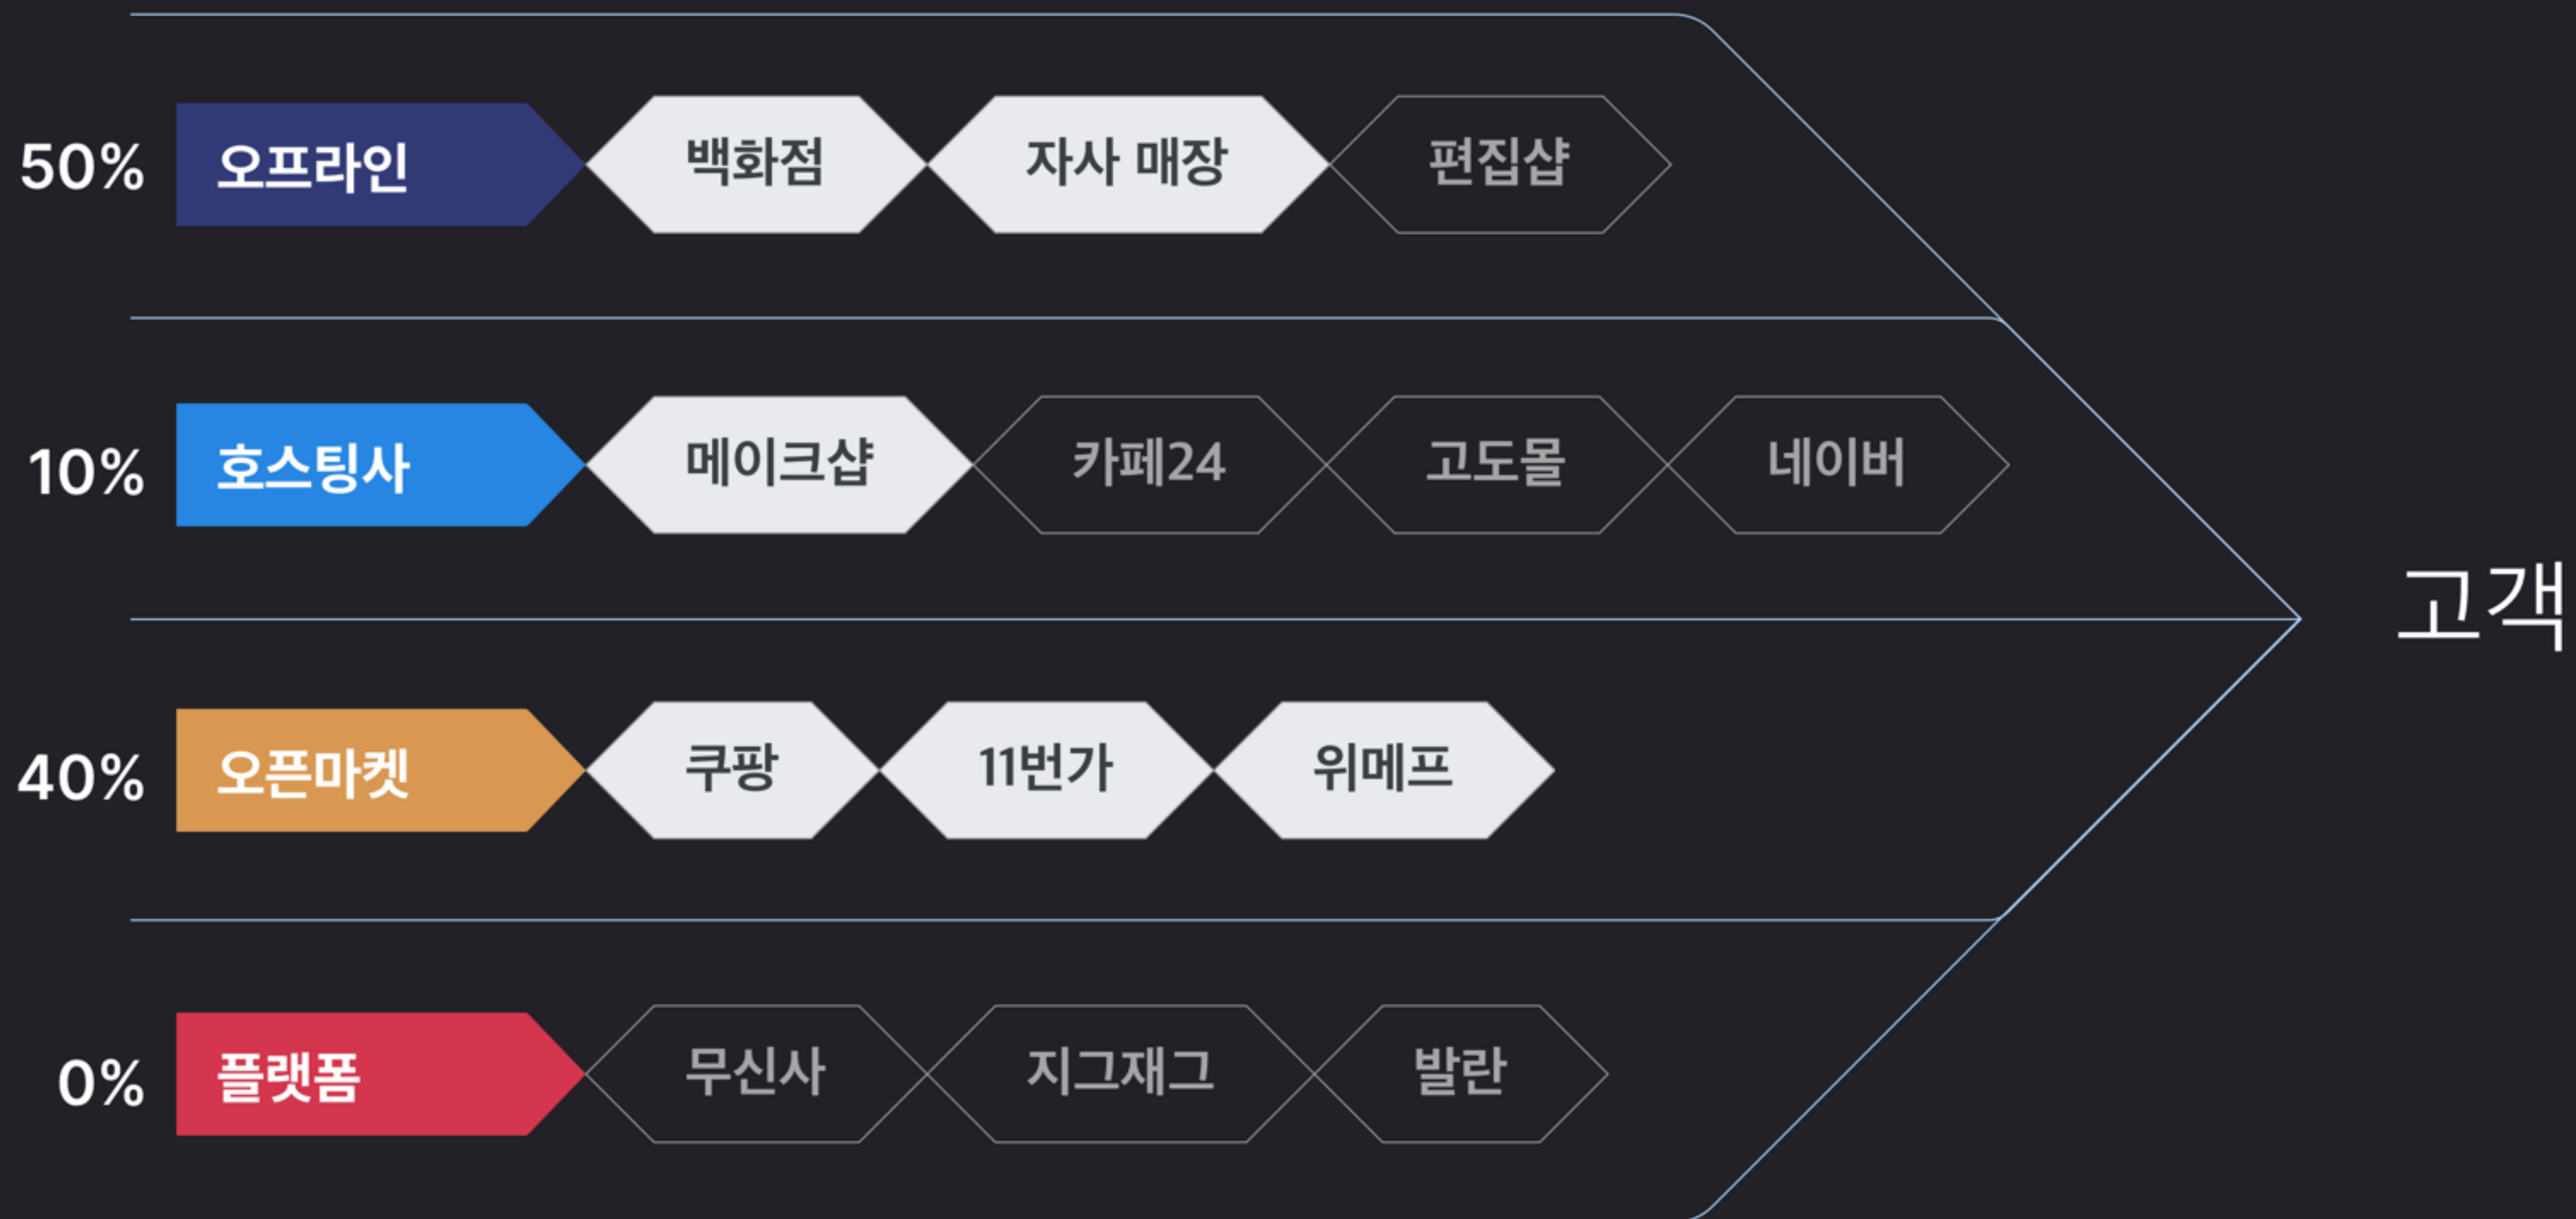 50% 오프라인 백화점 자사 매장 편집샵
10% 호스팅사 메이크샵 카페24 고도몰 네이버
고객
40% 오픈마켓 쿠팡 11번가 위메프
0% 플랫폼 무신사 지그재그 발란